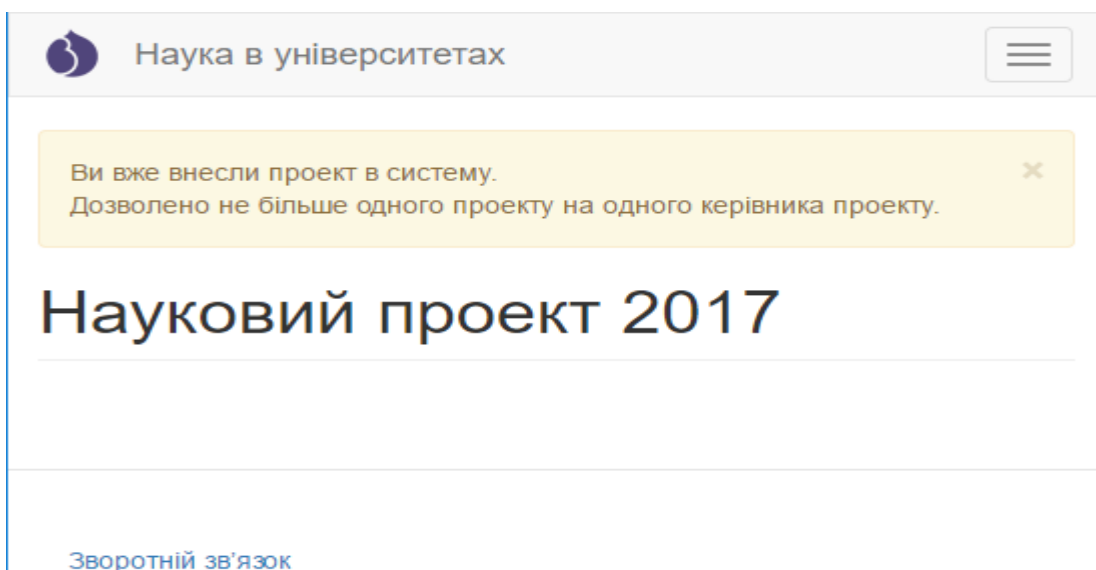 Наука в університетах
Ви вже внесли проект в систему.
Дозволено не більше одного проекту на одного керівника проекту.
Науковий проект 2017
Зворотній зв'язок